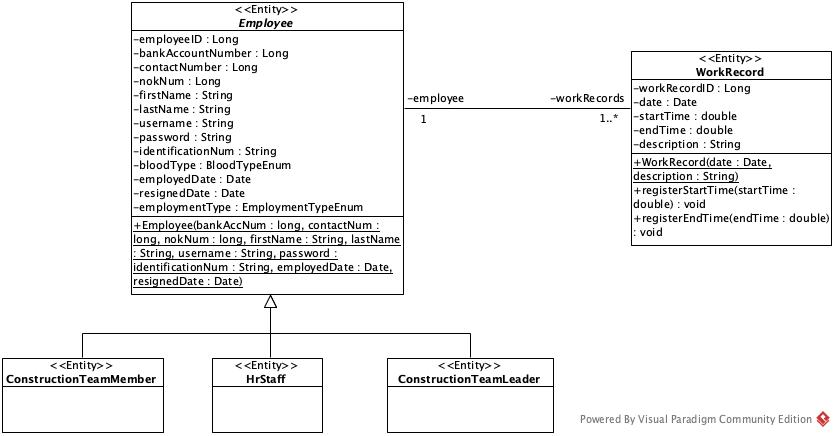 <<Entity>>
Employee
-employeeID : Long
-bankAccountNumber : Long
-contactNumber : Long
-nokNum : Long
-firstName : String
-lastName : String
-username : String
-password : String
-identificationNum : String
-bloodType : BloodTypeEnum
-employedDate : Date
-resignedDate : Date
-employmentType : EmploymentTypeEnum
+Employee(bankAccNum : long, contactNum :
long, nokNum : long, firstName : String, lastName
: String, username : String, password :
identificationNum : String, employedDate : Date,
resignedDate : Date)
-employee
1
-workRecords
1..*
<<Entity>>
WorkRecord
-workRecordID : Long
-date : Date
-startTime : double
-endTime : double
-description : String
+WorkRecord(date : Date,
description : String)
+registerStartTime(startTime :
double) : void
+registerEndTime(endTime : double)
: void
<<Entity>>
ConstructionTeamMember
<<Entity>>
HrStaff
<<Entity>>
ConstructionTeamLeader
Powered By Visual Paradigm Community Edition